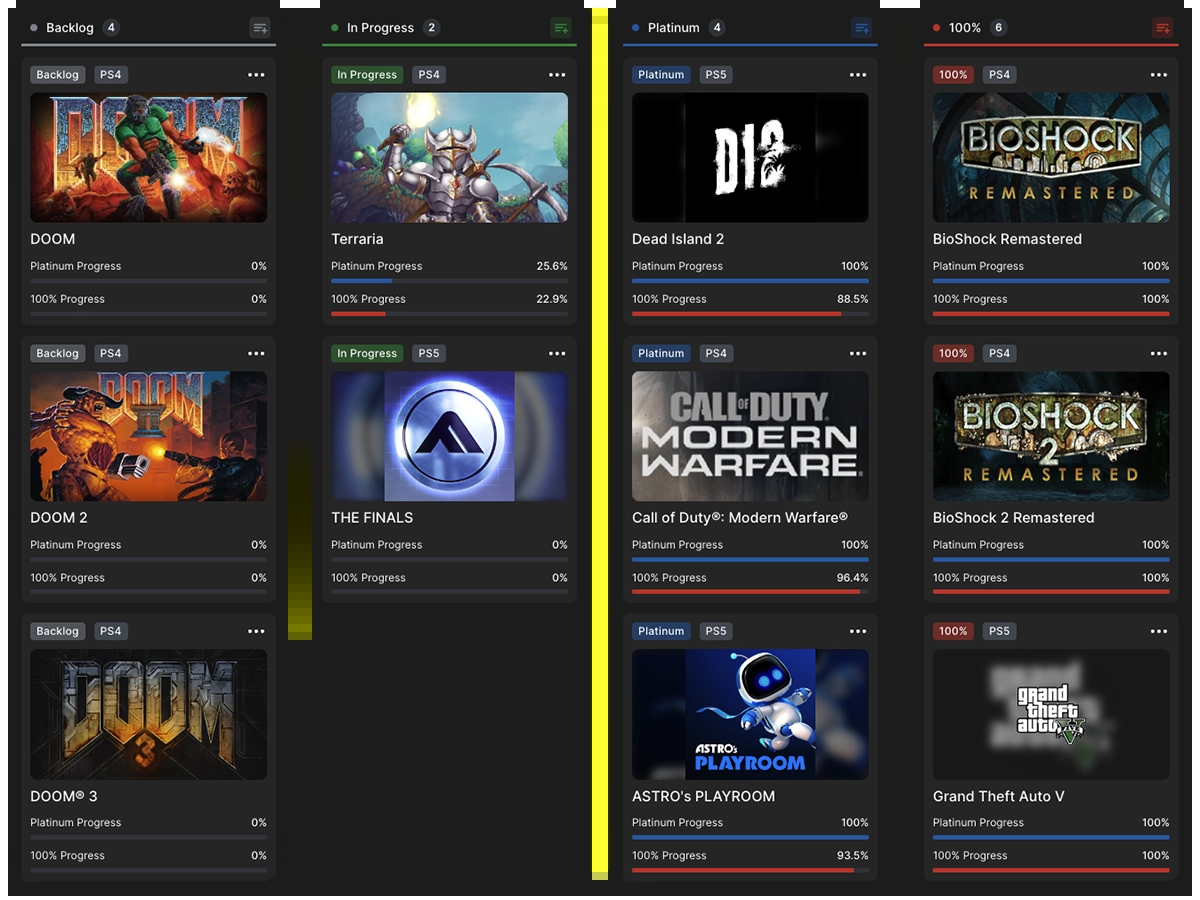 Backlog 4
Backlog PS4
DOOM
DOOM
Platinum Progress 0%
100% Progress 0%
Backlog PS4
DOOM
II
DOOM 2
Platinum Progress 0%
100% Progress 0%
Backlog PS4
DOOM
3
DOOM® 3
Platinum Progress 0%
100% Progress 0%
In Progress 2
In Progress PS4
Terraria
Platinum Progress 25.6%
100% Progress 22.9%
In Progress PS5
THE FINALS
Platinum Progress 0%
100% Progress 0%
Platinum 4
Platinum PS5
DI2
Dead Island 2
Platinum Progress 100%
100% Progress 88.5%
Platinum PS4
CALL OF DUTY®
MODERN
WARFARE®
Call of Duty®: Modern Warfare®
Platinum Progress 100%
100% Progress 96.4%
Platinum PS5
ASTRO's
PLAYROOM
ASTRO's PLAYROOM
Platinum Progress 100%
100% Progress 93.5%
100% 6
100% PS4
BIOSHOCK
REMASTERED
BioShock Remastered
Platinum Progress 100%
100% Progress 100%
100% PS4
BIOSHOCK
2
REMASTERED
BioShock 2 Remastered
Platinum Progress 100%
100% Progress 100%
100% PS5
grand
theft
auto V
Grand Theft Auto V
Platinum Progress 100%
100% Progress 100%